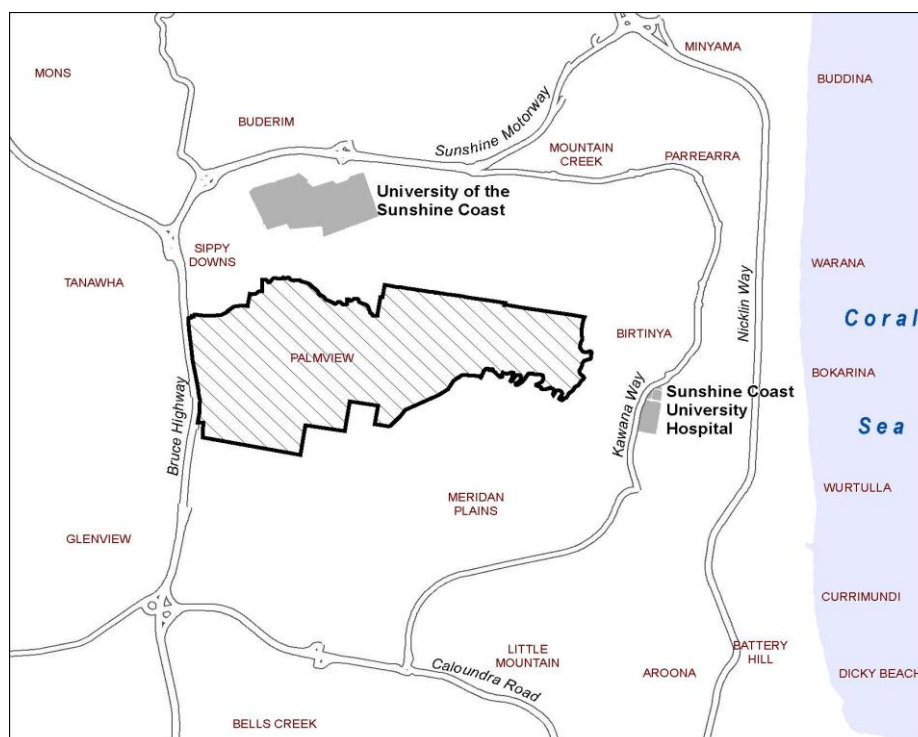 MINYAMA
MONS
BUDDINA
BUDERIM
Sunshine Motorway
MOUNTAIN
CREEK
PARREARRA
University of the
Sunshine Coast
SIPPY
DOWNS
TANAWHA
WARANA
Nicklin Way
Coral
BIRTINYA
PALMVIEW
BOKARINA
Sunshine Coast
University
Hospital
Kawana Way
Bruce Highway
Sea
WURTULLA
MERIDAN
PLAINS
GLENVIEW
CURRIMUNDI
LITTLE
MOUNTAIN
BATTERY
HILL
Caloundra Road
AROONA
DICKY BEACH
BELLS CREEK